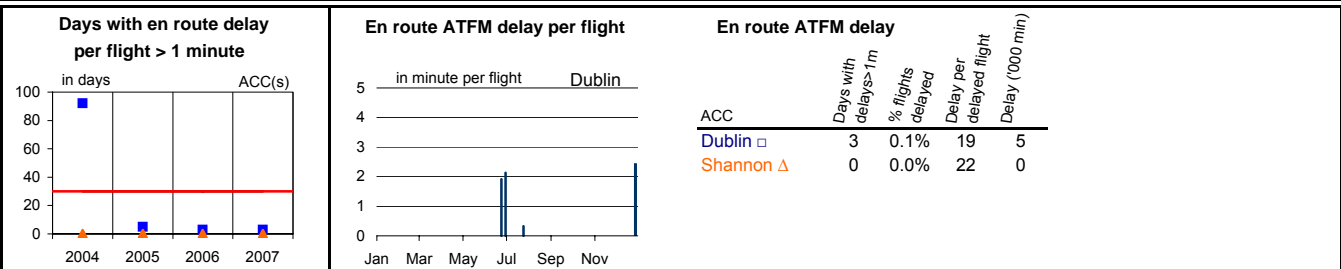 Days with en route delay
per flight > 1 minute
in days ACC(s)
100
80
60
40
20
0
2004 2005 2006 2007
En route ATFM delay per flight
in minute per flight Dublin
5
4
3
2
1
0
Jan Mar May Jul Sep Nov
En route ATFM delay
ACC Days with delays>1m % flights delayed Delay per delayed flight Delay ('000 min)
Dublin □ 3 0.1% 19 5
Shannon Δ 0 0.0% 22 0